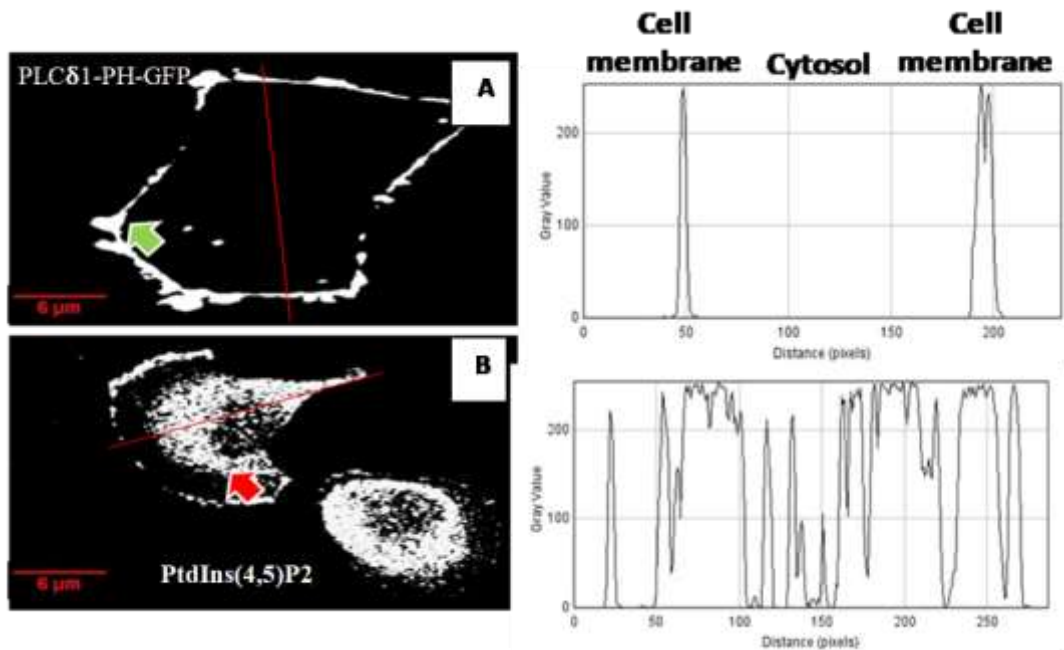 Cell
membrane
Cytosol
Cell
membrane
PLCδ1-PH-GFP
A
6 µm
200
100
0
Gray Value
0
50
100
150
200
Distance (pixels)
B
PtdIns(4,5)P2
6 µm
200
100
0
Gray Value
0
50
100
150
200
250
Distance (pixels)